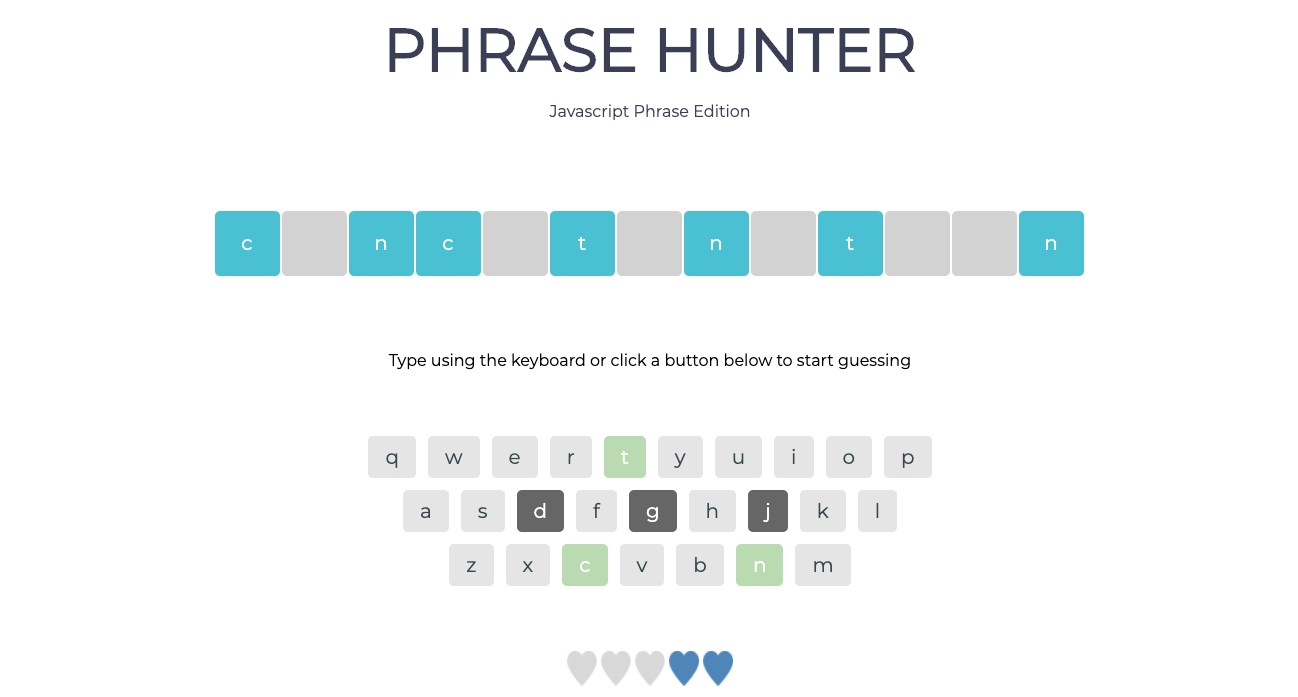 PHRASE HUNTER
Javascript Phrase Edition
c n c t n t n
Type using the keyboard or click a button below to start guessing
q w e r t y u i o p
a s d f g h j k l
z x c v b n m